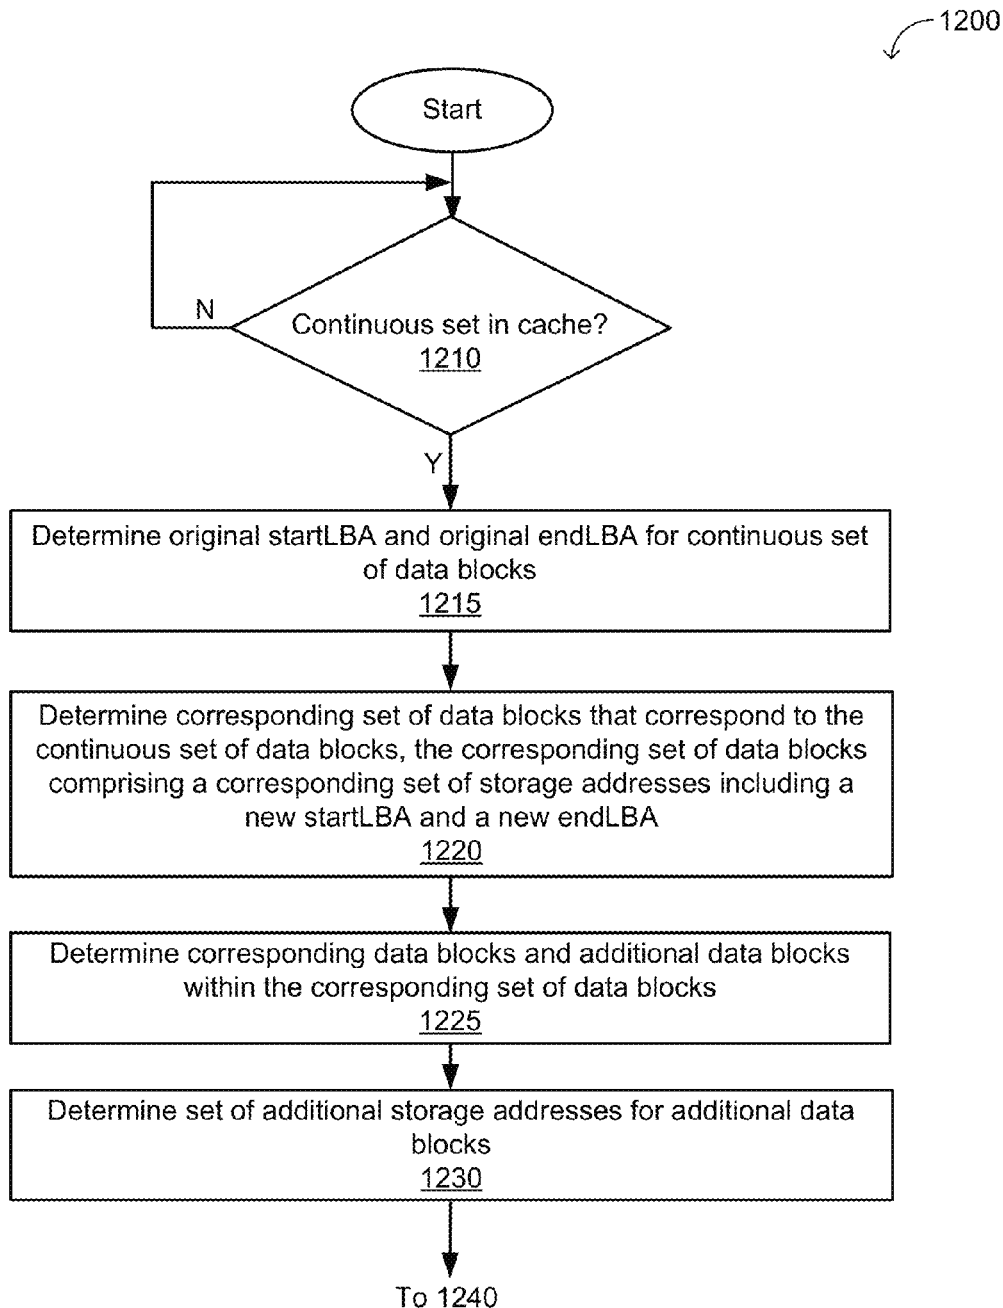 1200
Start
N
Continuous set in cache?
1210
Y
Determine original startLBA and original endLBA for continuous set
of data blocks
1215
Determine corresponding set of data blocks that correspond to the
continuous set of data blocks, the corresponding set of data blocks
comprising a corresponding set of storage addresses including a
new startLBA and a new endLBA
1220
Determine corresponding data blocks and additional data blocks
within the corresponding set of data blocks
1225
Determine set of additional storage addresses for additional data
blocks
1230
To 1240